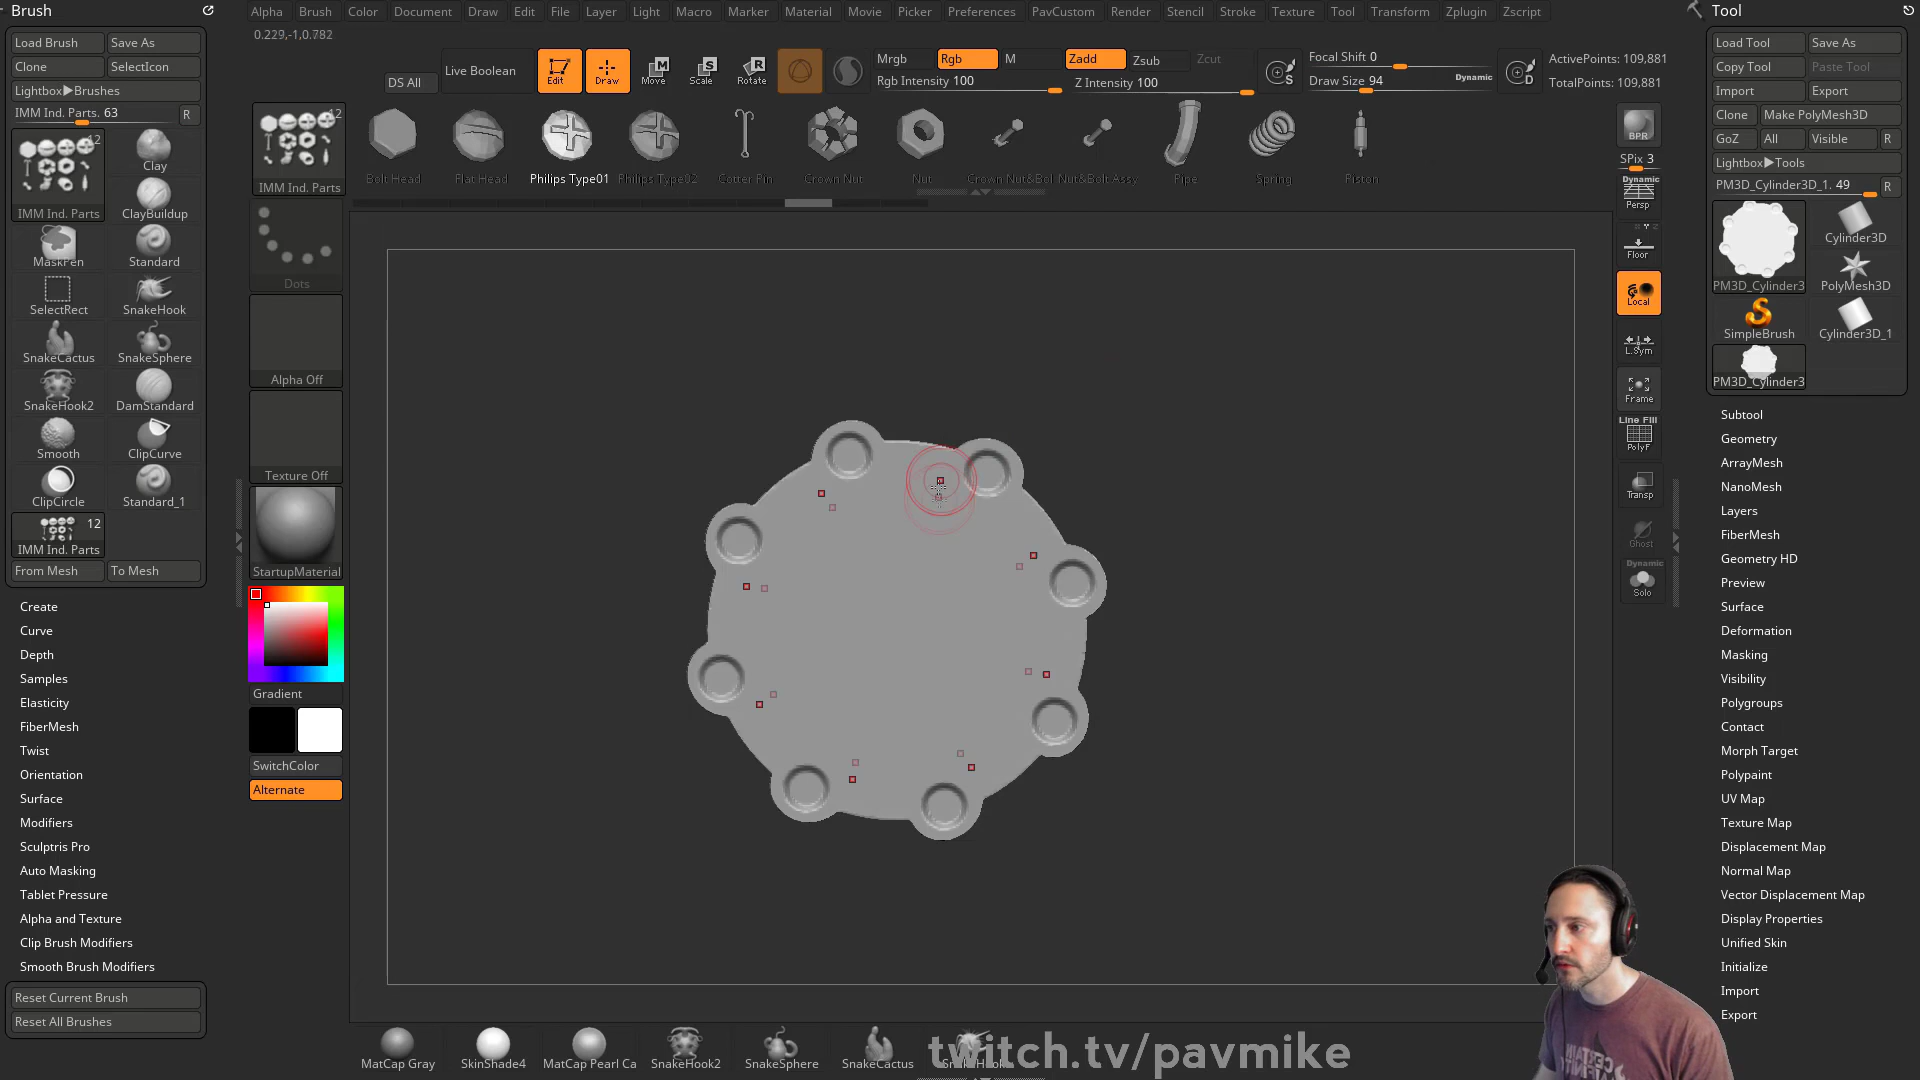 Brush
Load Brush Save As
Clone SelectIcon
Lightbox▶Brushes
IMM Ind. Parts. 63 R
12
IMM Ind. Parts Clay
ClayBuildup
MaskPen Standard
SelectRect SnakeHook
SnakeCactus SnakeSphere
SnakeHook2 DamStandard
Smooth ClipCurve
ClipCircle Standard_1
12
IMM Ind. Parts
From Mesh To Mesh
Create
Curve
Depth
Samples
Elasticity
FiberMesh
Twist
Orientation
Surface
Modifiers
Sculptris Pro
Auto Masking
Tablet Pressure
Alpha and Texture
Clip Brush Modifiers
Smooth Brush Modifiers
Reset Current Brush
Reset All Brushes
Alpha Brush Color Document Draw Edit File Layer Light Macro Marker Material Movie Picker Preferences PavCustom Render Stencil Stroke Texture Tool Transform Zplugin Zscript
0.229,-1,0.782
DS All Live Boolean Edit Draw Move Scale Rotate
Mrgb Rgb M Zadd Zsub Zcut
Rgb Intensity 100 Z Intensity 100
Focal Shift 0
Draw Size 94 Dynamic
ActivePoints: 109,881
TotalPoints: 109,881
12
IMM Ind. Parts
Bolt Head Flat Head Philips Type01 Philips Type02 Cotter Pin Crown Nut Nut Crown Nut&Bol Nut&Bolt Assy Pipe Spring Piston
Dots
Alpha Off
Texture Off
StartupMaterial
Gradient
SwitchColor
Alternate
BPR
SPix 3
Dynamic
Persp
Floor
Local
L.Sym
Frame
Line Fill
PolyF
Transp
Ghost
Dynamic
Solo
Tool
Load Tool Save As
Copy Tool Paste Tool
Import Export
Clone Make PolyMesh3D
GoZ All Visible R
Lightbox▶Tools
PM3D_Cylinder3D_1. 49 R
PM3D_Cylinder3 Cylinder3D
PolyMesh3D
SimpleBrush Cylinder3D_1
PM3D_Cylinder3
Subtool
Geometry
ArrayMesh
NanoMesh
Layers
FiberMesh
Geometry HD
Preview
Surface
Deformation
Masking
Visibility
Polygroups
Contact
Morph Target
Polypaint
UV Map
Texture Map
Displacement Map
Normal Map
Vector Displacement Map
Display Properties
Unified Skin
Initialize
Import
Export
MatCap Gray SkinShade4 MatCap Pearl Ca SnakeHook2 SnakeSphere SnakeCactus
twitch.tv/pavmike